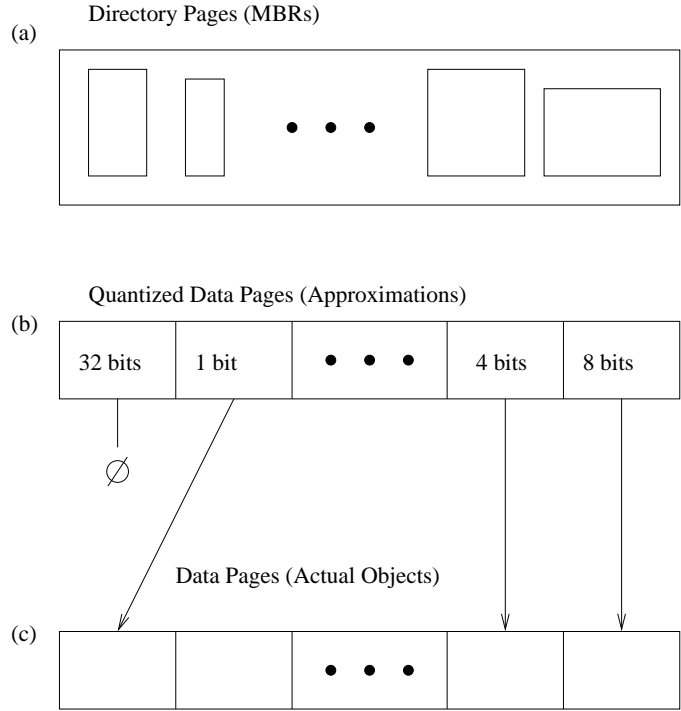 Directory Pages (MBRs)
(a)
Quantized Data Pages (Approximations)
(b)
32 bits 1 bit 4 bits 8 bits
∅
Data Pages (Actual Objects)
(c)